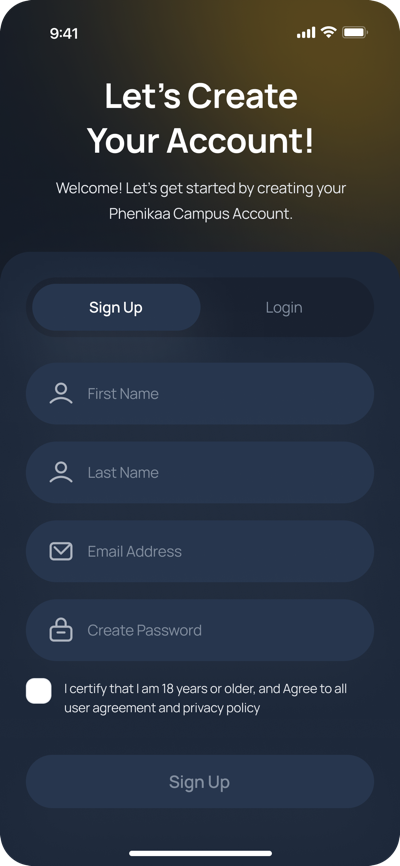 9:41
Let's Create
Your Account!
Welcome! Let's get started by creating your
Phenikaa Campus Account.
Sign Up
Login
First Name
Last Name
Email Address
Create Password
I certify that I am 18 years or older, and Agree to all
user agreement and privacy policy
Sign Up